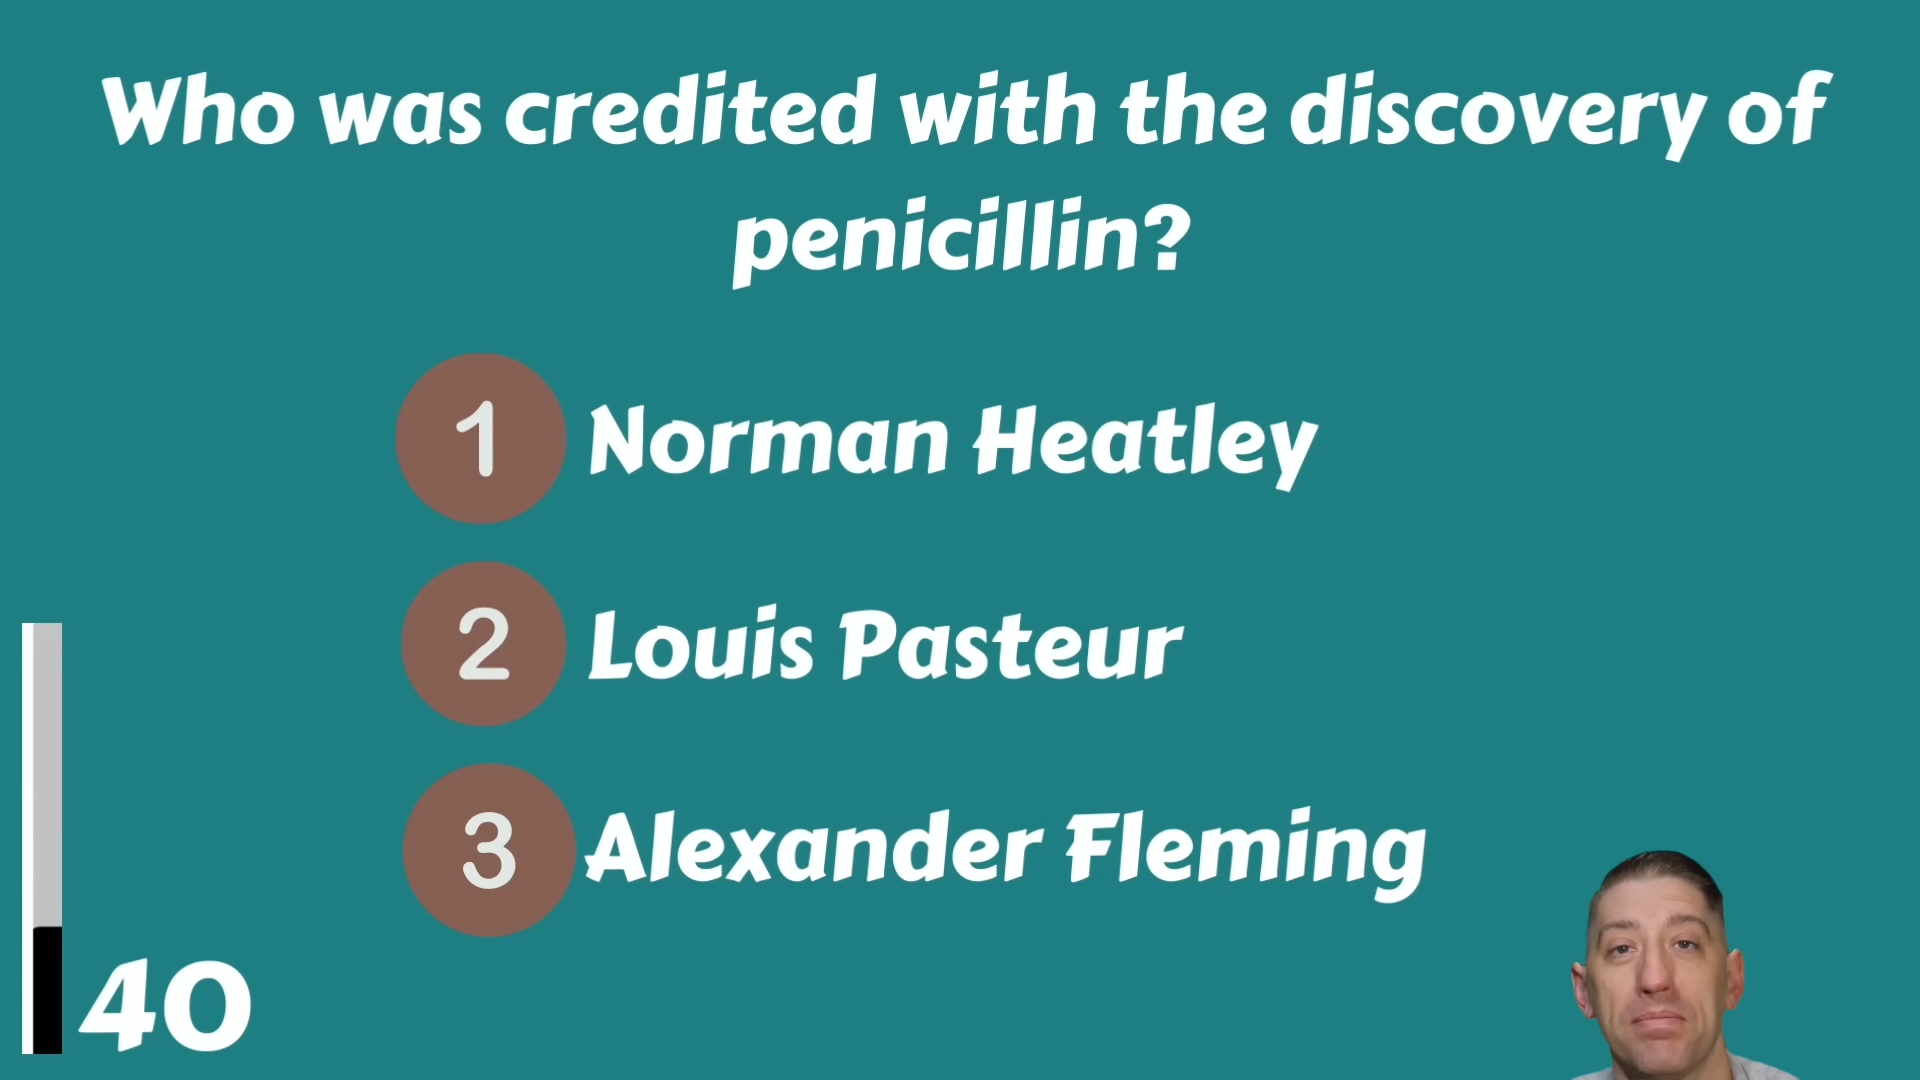 Who was credited with the discovery of
penicillin?
1 Norman Heatley
2 Louis Pasteur
3 Alexander Fleming
40